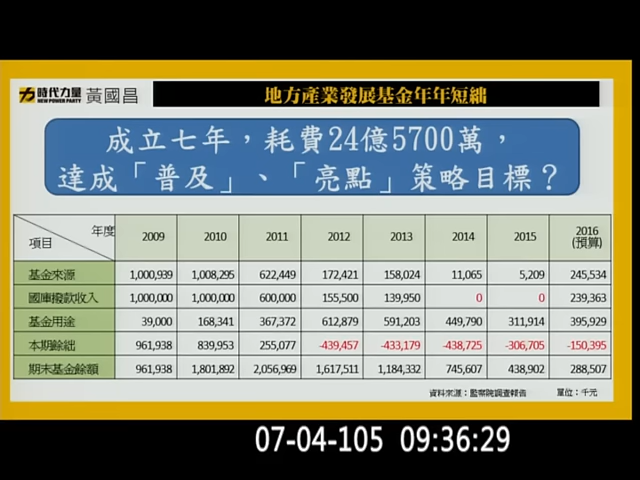 時代力量 黃國昌 地方產業發展基金年年短絀
NEW POWER PARTY
成立七年，耗費24億5700萬，
達成「普及」、「亮點」策略目標？
項目 年度 2009 2010 2011 2012 2013 2014 2015 2016 (預算)
基金來源 1,000,939 1,008,295 622,449 172,421 158,024 11,065 5,209 245,534
國庫撥款收入 1,000,000 1,000,000 600,000 155,500 139,950 0 0 239,363
基金用途 39,000 168,341 367,372 612,879 591,203 449,790 311,914 395,929
本期餘絀 961,938 839,953 255,077 -439,457 -433,179 -438,725 -306,705 -150,395
期末基金餘額 961,938 1,801,892 2,056,969 1,617,511 1,184,332 745,607 438,902 288,507
資料來源：監察院調查報告 單位：千元
07-04-105 09:36:29